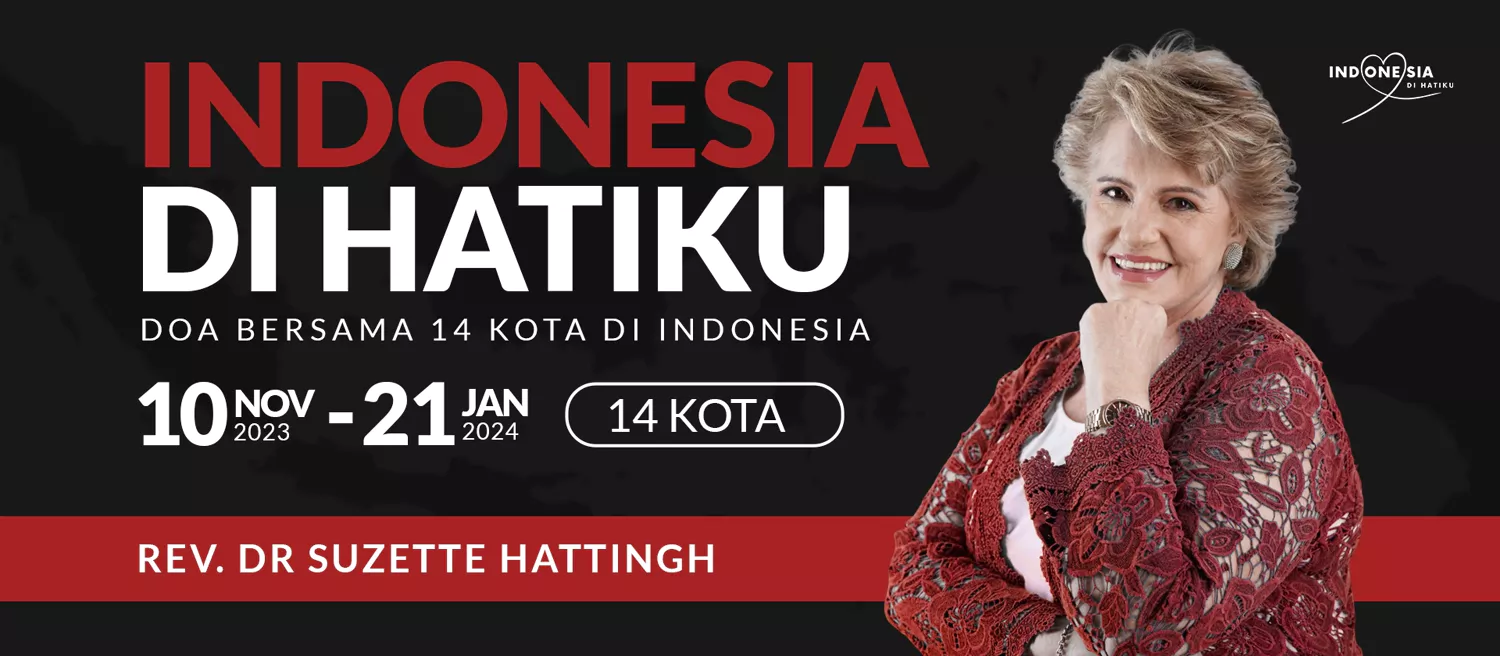 INDONESIA
DI HATIKU
DOA BERSAMA 14 KOTA DI INDONESIA
10 NOV 2023 - 21 JAN 2024
14 KOTA
REV. DR SUZETTE HATTINGH
INDONESIA
DI HATIKU